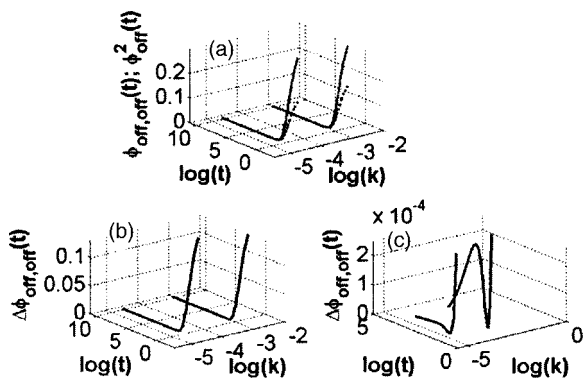 (a)
ϕoff,off(t); ϕ²off(t)
0.2
0.1
0
10
5
0
log(t)
-5
-4
-3
-2
log(k)
(b)
Δϕoff,off(t)
0.1
0.05
0
10
5
0
log(t)
-5
-4
-3
-2
log(k)
x 10⁻⁴
(c)
Δϕoff,off(t)
2
1
0
5
0
log(t)
-5
0
log(k)